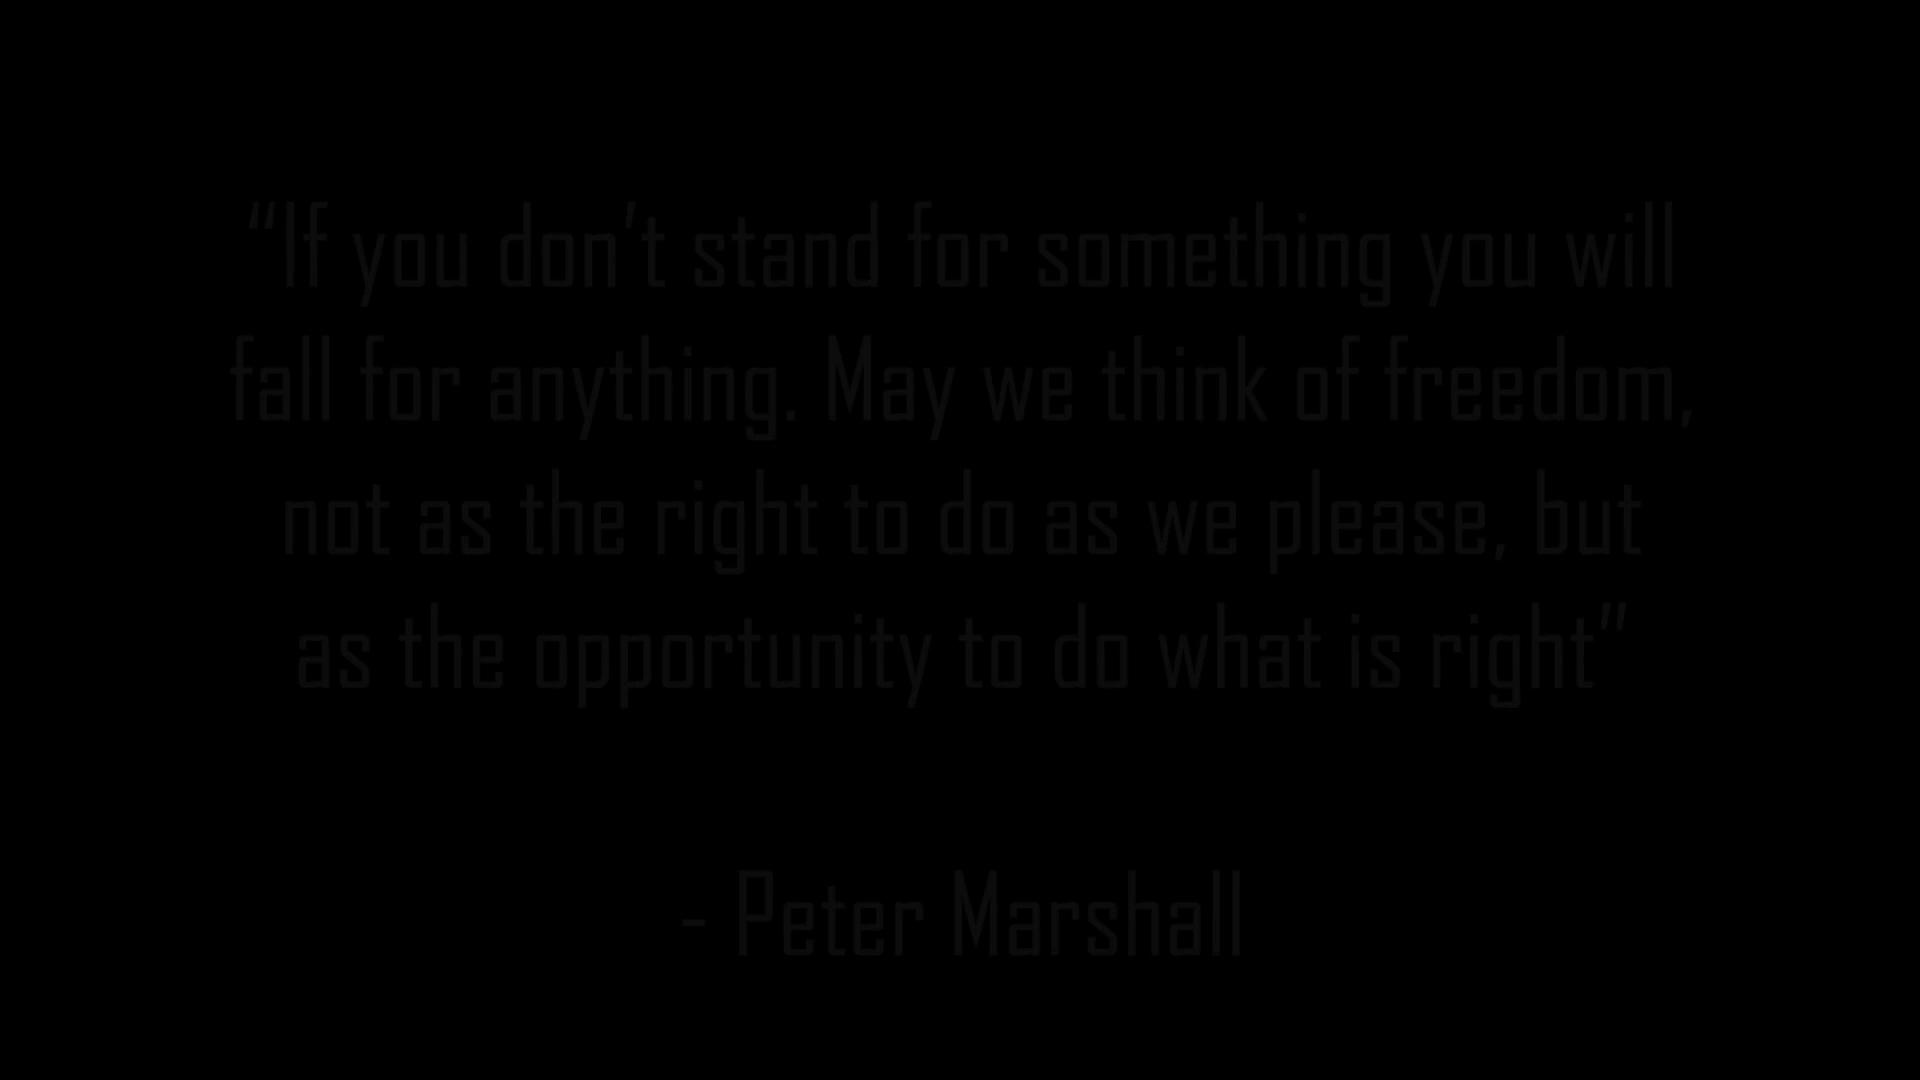 “If you don’t stand for something you will
fall for anything. May we think of freedom,
not as the right to do as we please, but
as the opportunity to do what is right”
- Peter Marshall